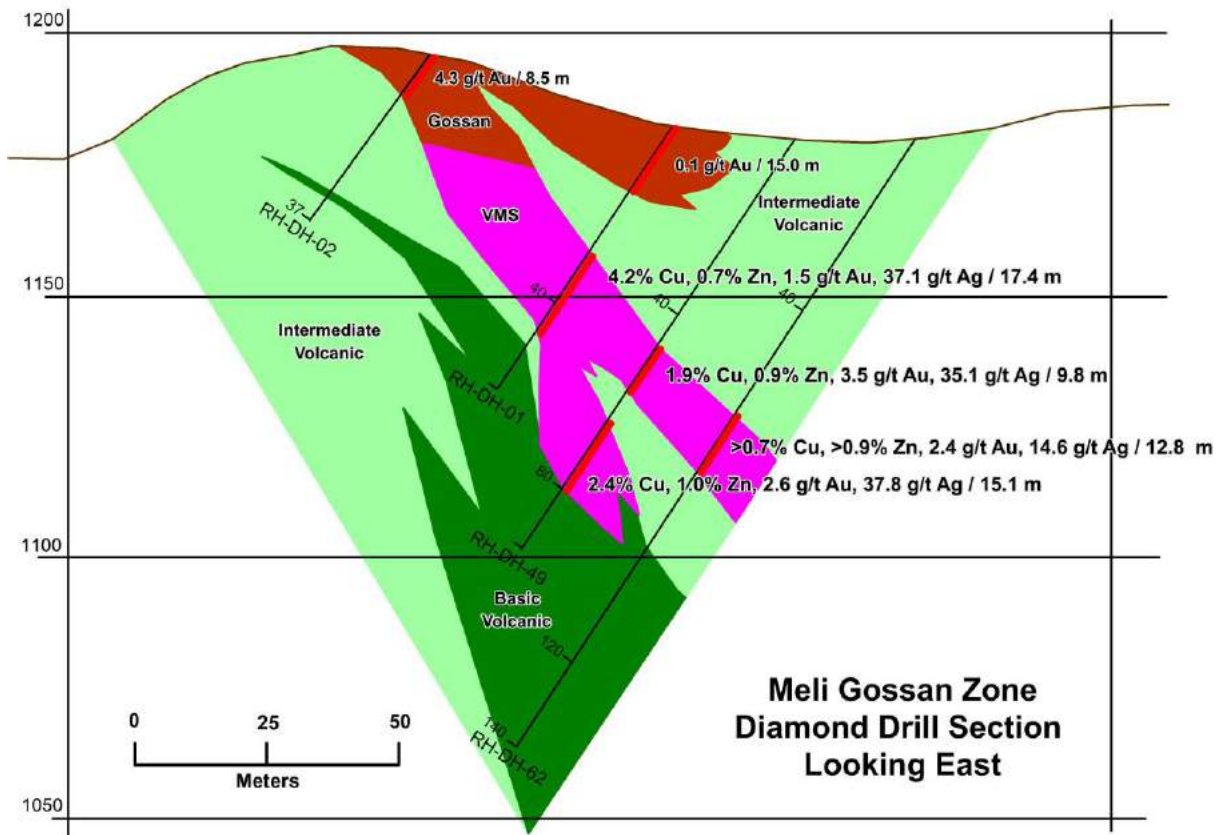 1200
4.3 g/t Au / 8.5 m
Gossan
0.1 g/t Au / 15.0 m
37
RH-DH-02
VMS
Intermediate
Volcanic
4.2% Cu, 0.7% Zn, 1.5 g/t Au, 37.1 g/t Ag / 17.4 m
1150
40
40
40
Intermediate
Volcanic
RH-DH-01
1.9% Cu, 0.9% Zn, 3.5 g/t Au, 35.1 g/t Ag / 9.8 m
>0.7% Cu, >0.9% Zn, 2.4 g/t Au, 14.6 g/t Ag / 12.8 m
80
2.4% Cu, 1.0% Zn, 2.6 g/t Au, 37.8 g/t Ag / 15.1 m
RH-DH-49
1100
Basic
Volcanic
120
140
RH-DH-62
Meli Gossan Zone
Diamond Drill Section
Looking East
0 25 50
Meters
1050